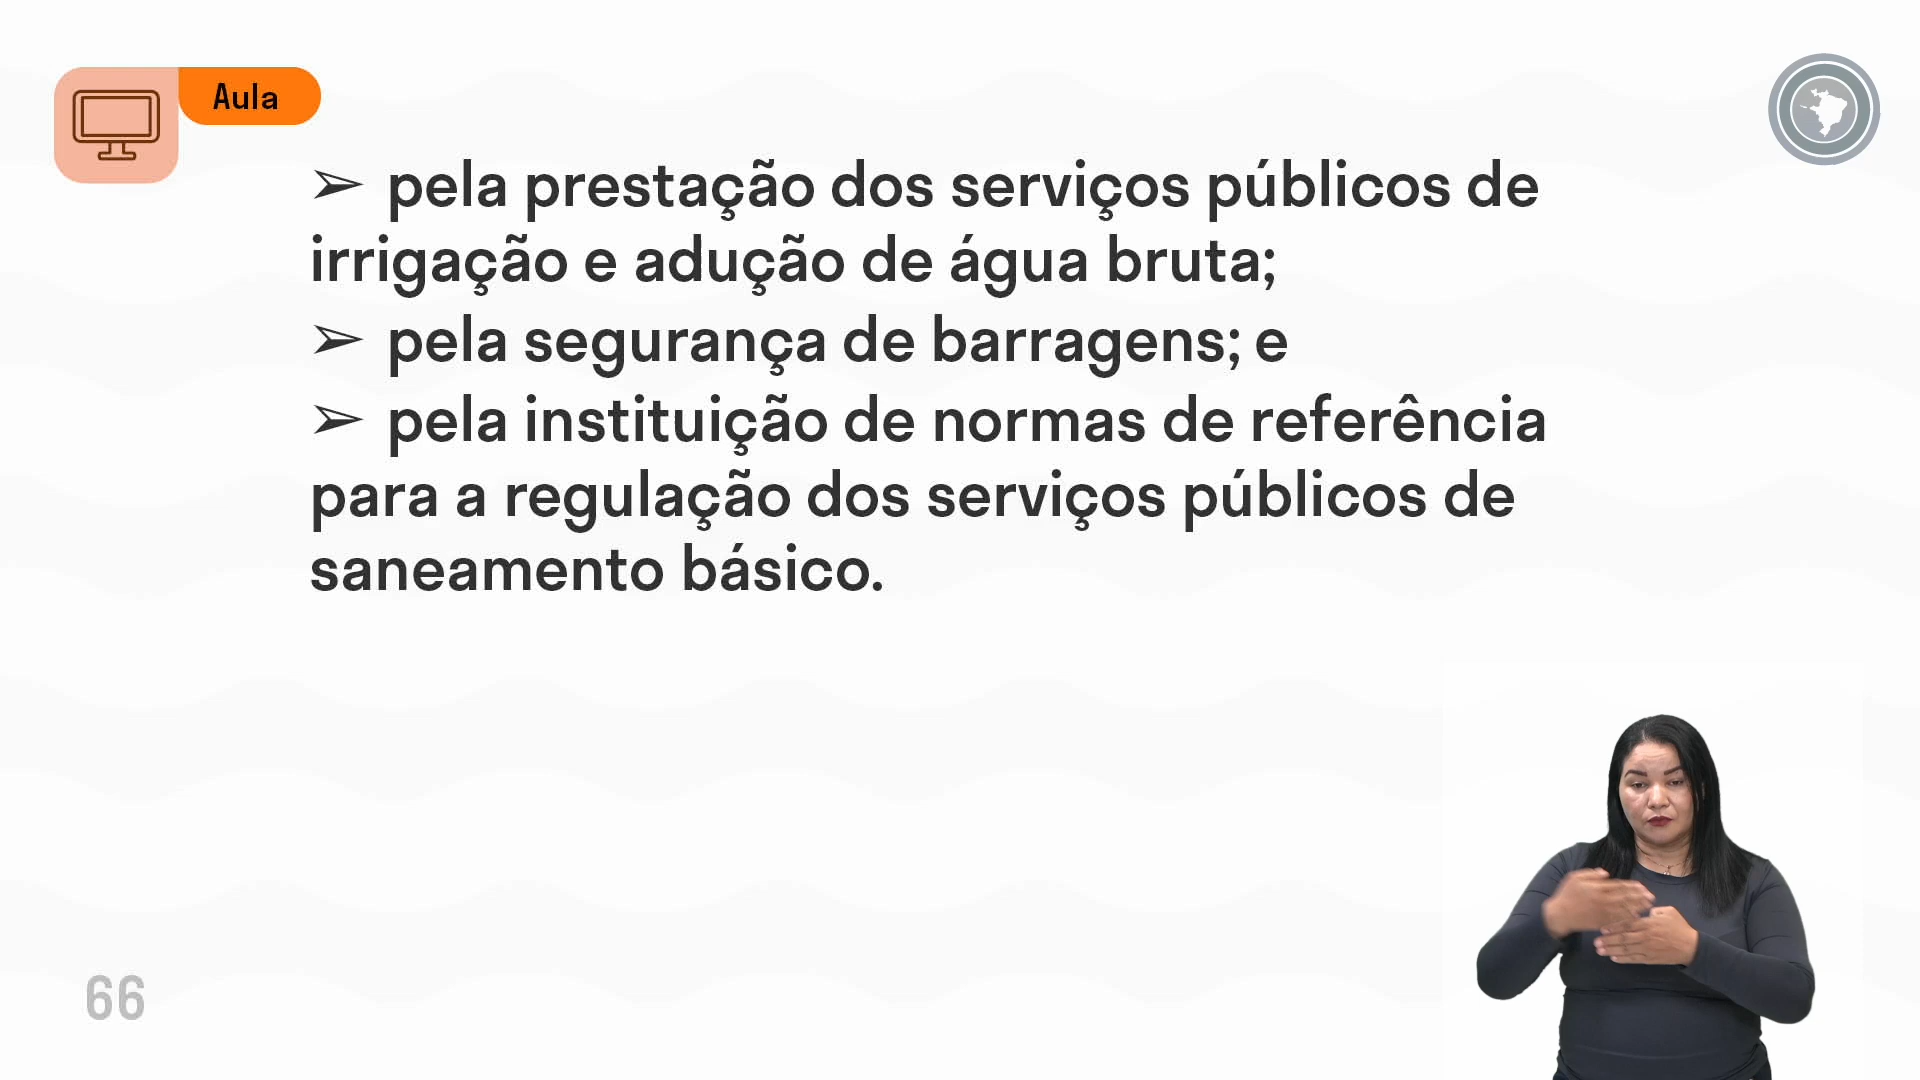 Aula
➢ pela prestação dos serviços públicos de
irrigação e adução de água bruta;
➢ pela segurança de barragens; e
➢ pela instituição de normas de referência
para a regulação dos serviços públicos de
saneamento básico.
66